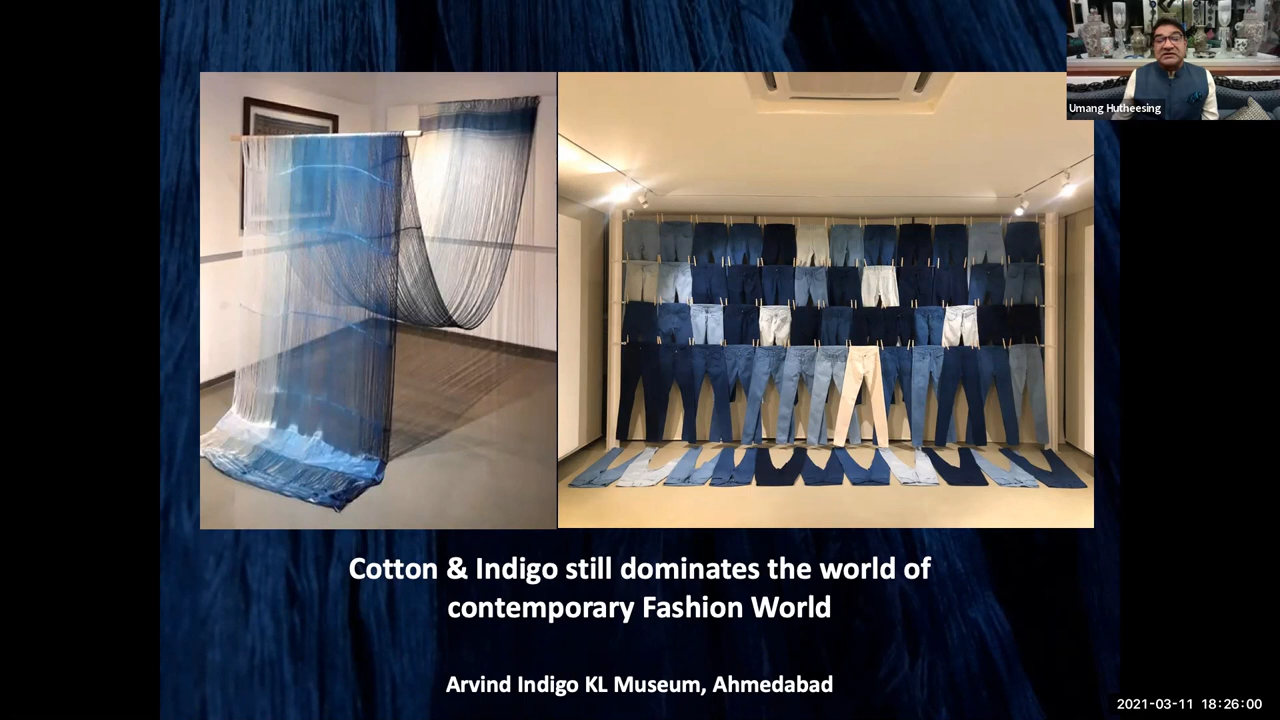 Umang Hutheesing
Cotton & Indigo still dominates the world of
contemporary Fashion World
Arvind Indigo KL Museum, Ahmedabad
2021-03-11 18:26:00